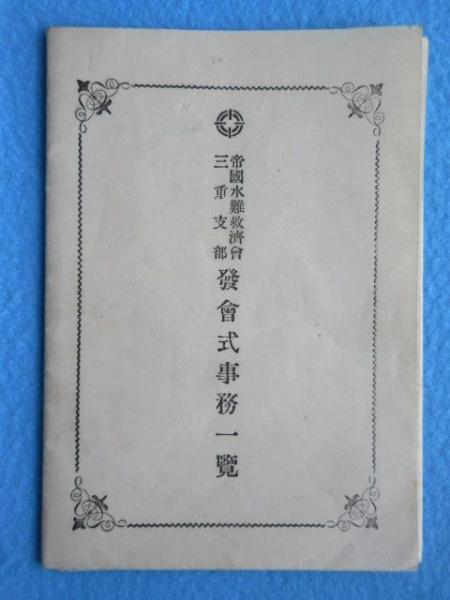 帝國水難救濟會
三重支部
發會式事務一覽